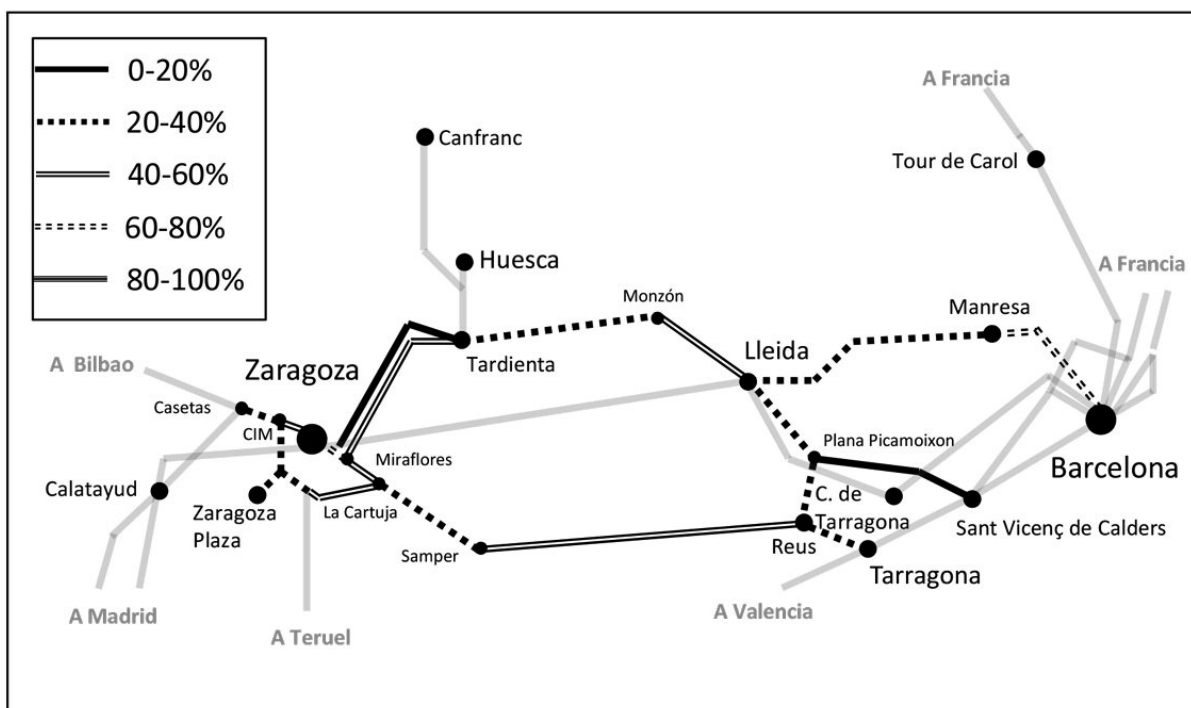 0-20%
20-40%
40-60%
60-80%
80-100%
A Francia
Canfranc
Tour de Carol
Huesca
A Francia
Monzón
Manresa
A Bilbao
Zaragoza
Tardienta
Lleida
Casetas
CIM
Miraflores
Plana Picamoixon
Barcelona
Calatayud
Zaragoza
Plaza
La Cartuja
C. de
Tarragona
Sant Vicenç de Calders
Samper
Reus
Tarragona
A Madrid
A Teruel
A Valencia